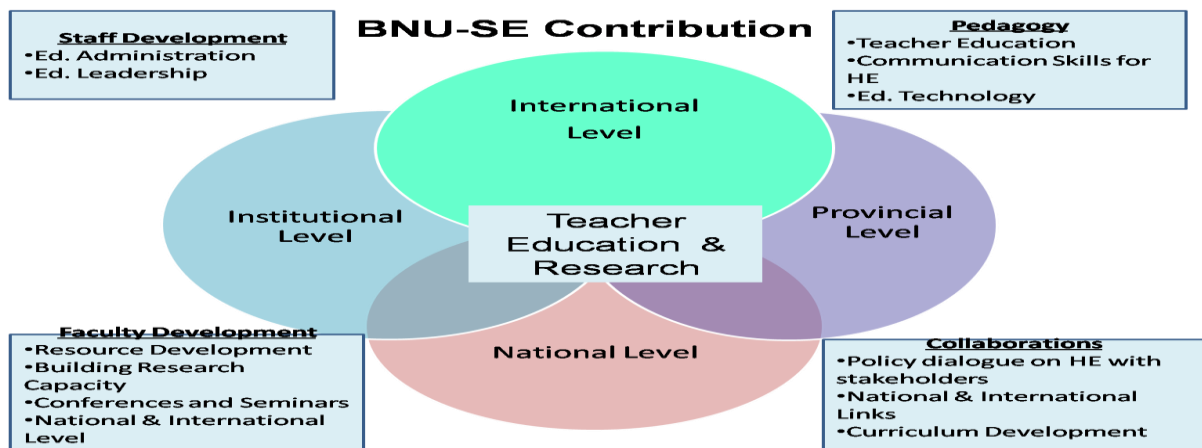 BNU-SE Contribution
Staff Development
•Ed. Administration
•Ed. Leadership
Pedagogy
•Teacher Education
•Communication Skills for
HE
•Ed. Technology
International
Level
Institutional
Level
Provincial
Level
Teacher
Education &
Research
National Level
Faculty Development
•Resource Development
•Building Research
Capacity
•Conferences and Seminars
•National & International
Level
Collaborations
•Policy dialogue on HE with
stakeholders
•National & International
Links
•Curriculum Development